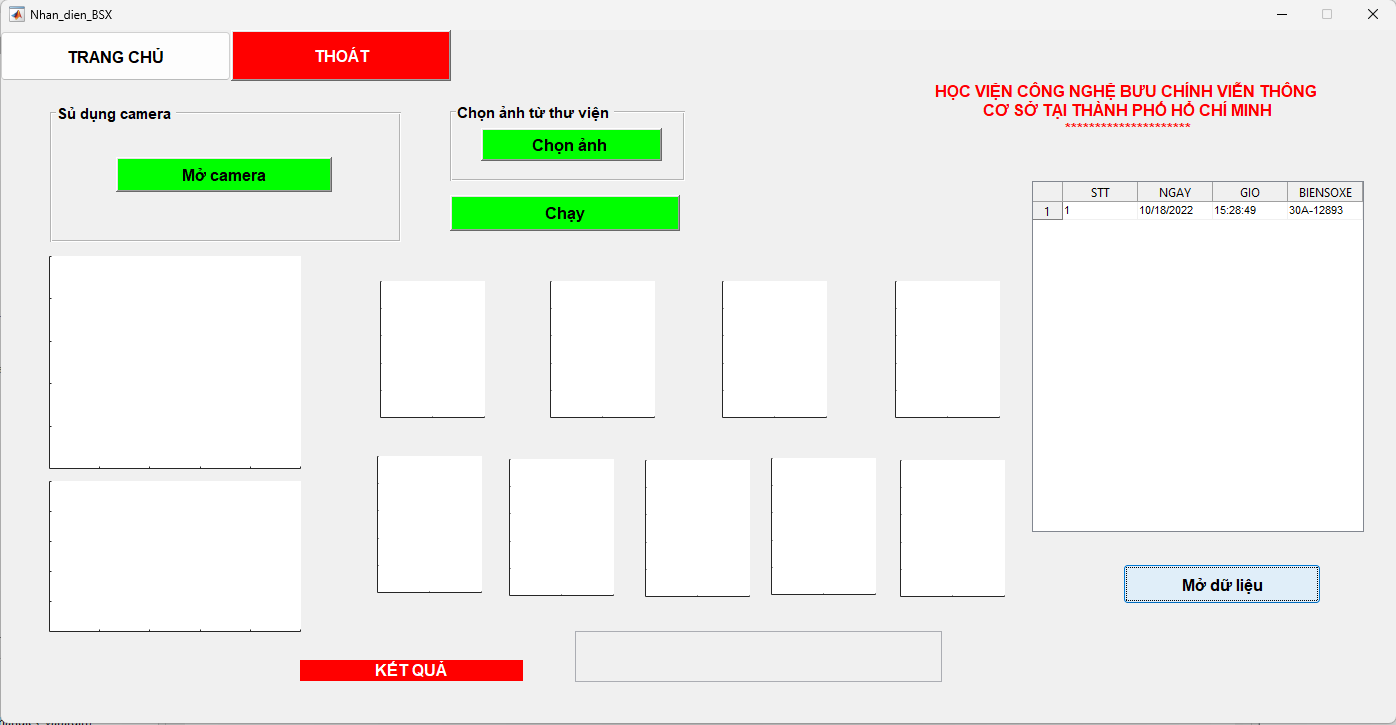 Nhan_dien_BSX
TRANG CHỦ
THOÁT
Sủ dụng camera
Mở camera
Chọn ảnh từ thư viện
Chọn ảnh
Chạy
HỌC VIỆN CÔNG NGHỆ BƯU CHÍNH VIỄN THÔNG
CƠ SỞ TẠI THÀNH PHỐ HỒ CHÍ MINH
*********************
STT NGAY GIO BIENSOXE
1 1 10/18/2022 15:28:49 30A-12893
Mở dữ liệu
KẾT QUẢ